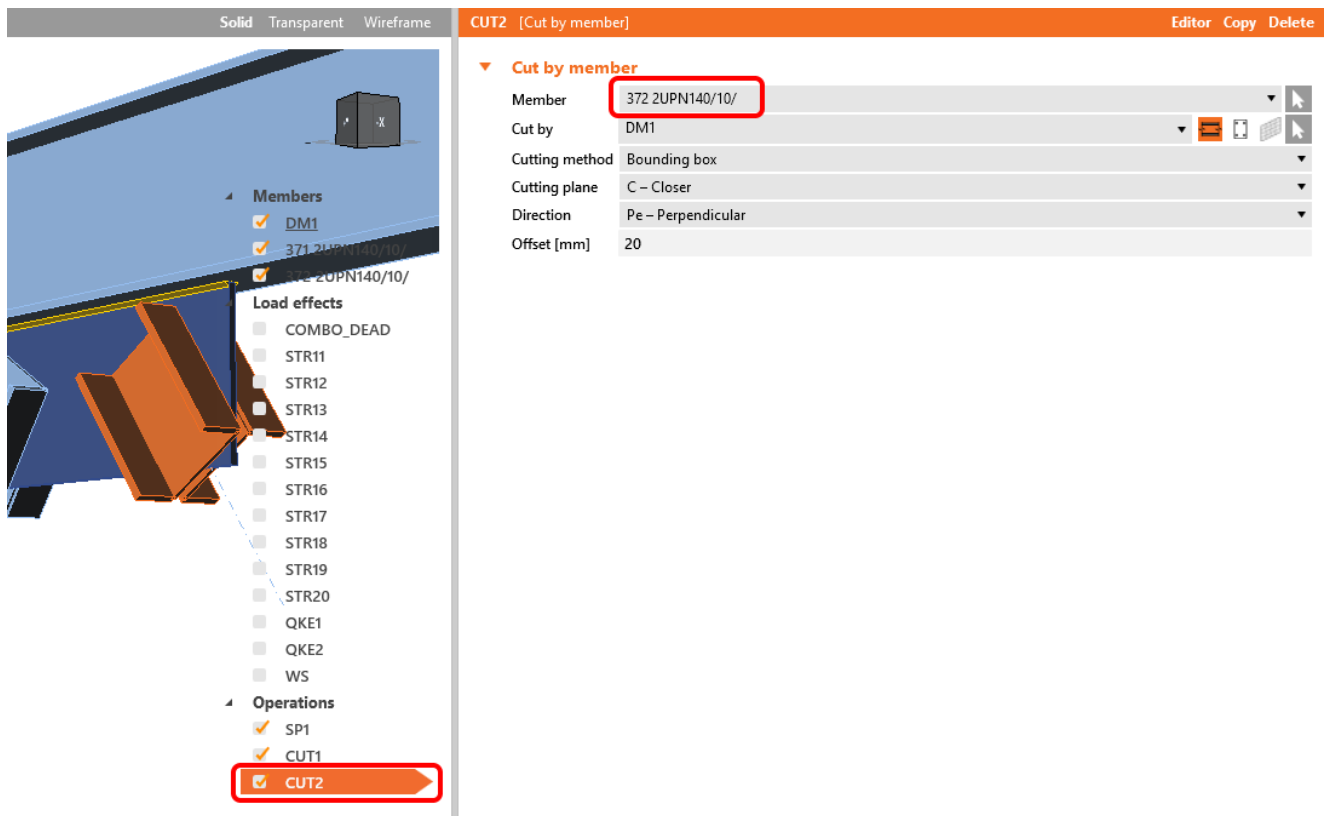 Solid Transparent Wireframe
CUT2 [Cut by member] Editor Copy Delete
Cut by member
Member 372 2UPN140/10/
Cut by DM1
Cutting method Bounding box
Cutting plane C – Closer
Direction Pe – Perpendicular
Offset [mm] 20
-X
Members
DM1
371 2UPN140/10/
372 2UPN140/10/
Load effects
COMBO_DEAD
STR11
STR12
STR13
STR14
STR15
STR16
STR17
STR18
STR19
STR20
QKE1
QKE2
WS
Operations
SP1
CUT1
CUT2